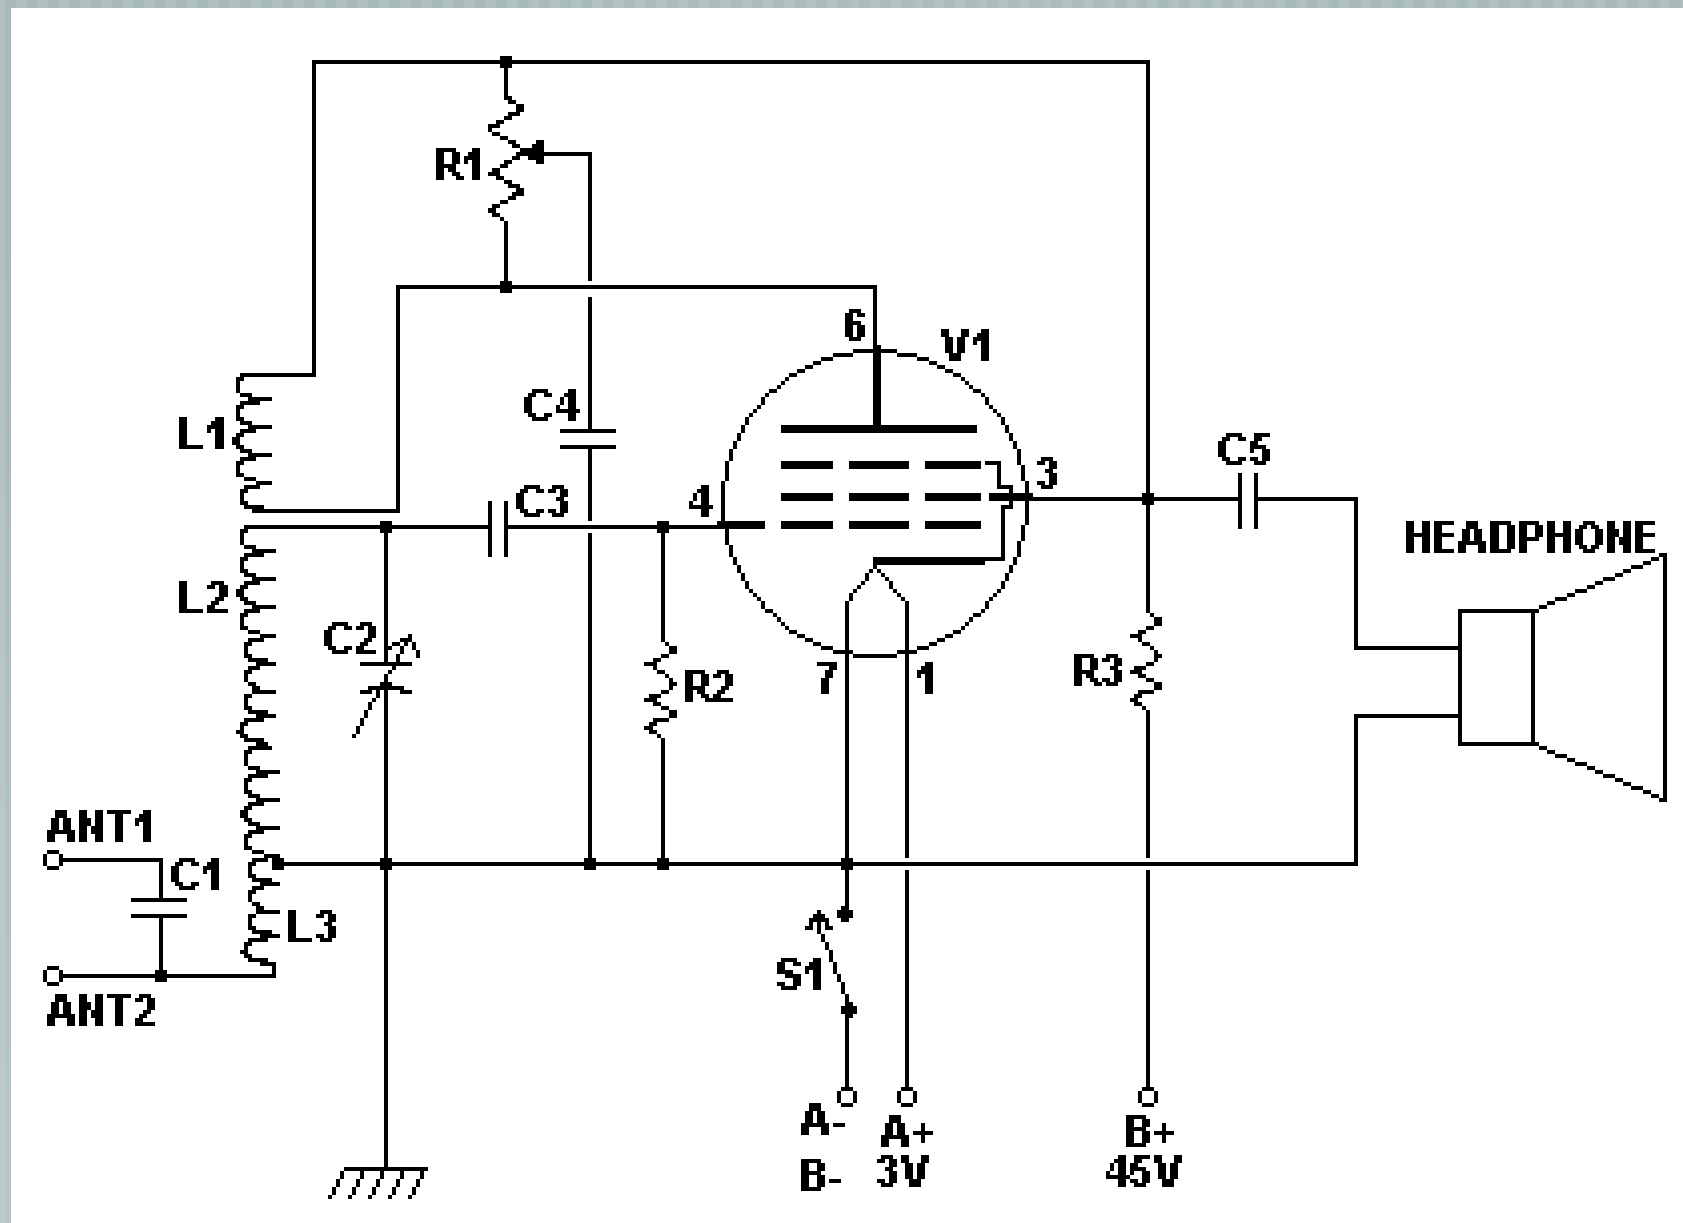 R1
6
V1
C4
L1
C5
3
4
C3
HEADPHONE
L2
C2
R3
7
1
R2
ANT1
C1
L3
S1
ANT2
A-
A+
B+
B-
3V
45V